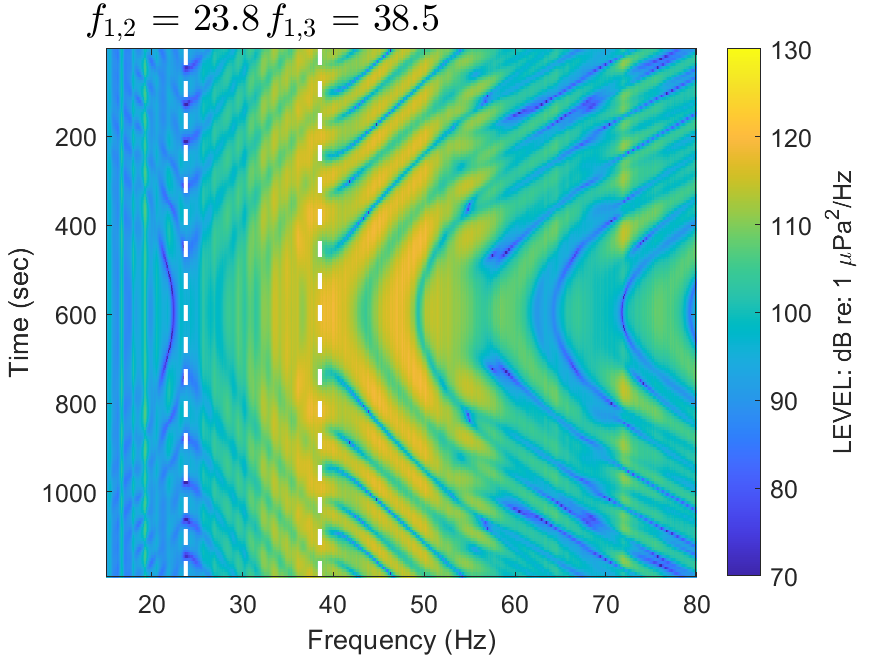 f1,2 = 23.8 f1,3 = 38.5
130
120
110
100
90
80
70
LEVEL: dB re: 1 μPa²/Hz
200
400
600
800
1000
Time (sec)
20 30 40 50 60 70 80
Frequency (Hz)